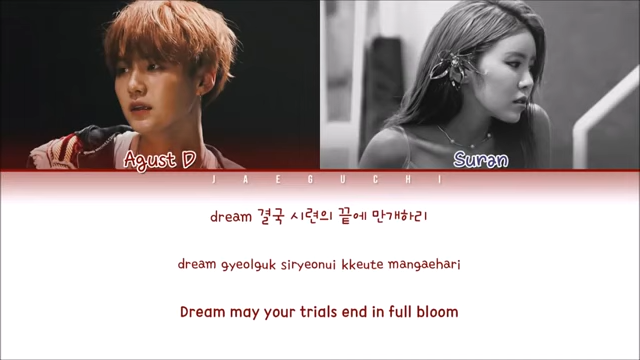 Agust D
Suran
JAEGUCHI
dream 결국 시련의 끝에 만개하리
dream gyeolguk siryeonui kkeute mangaehari
Dream may your trials end in full bloom